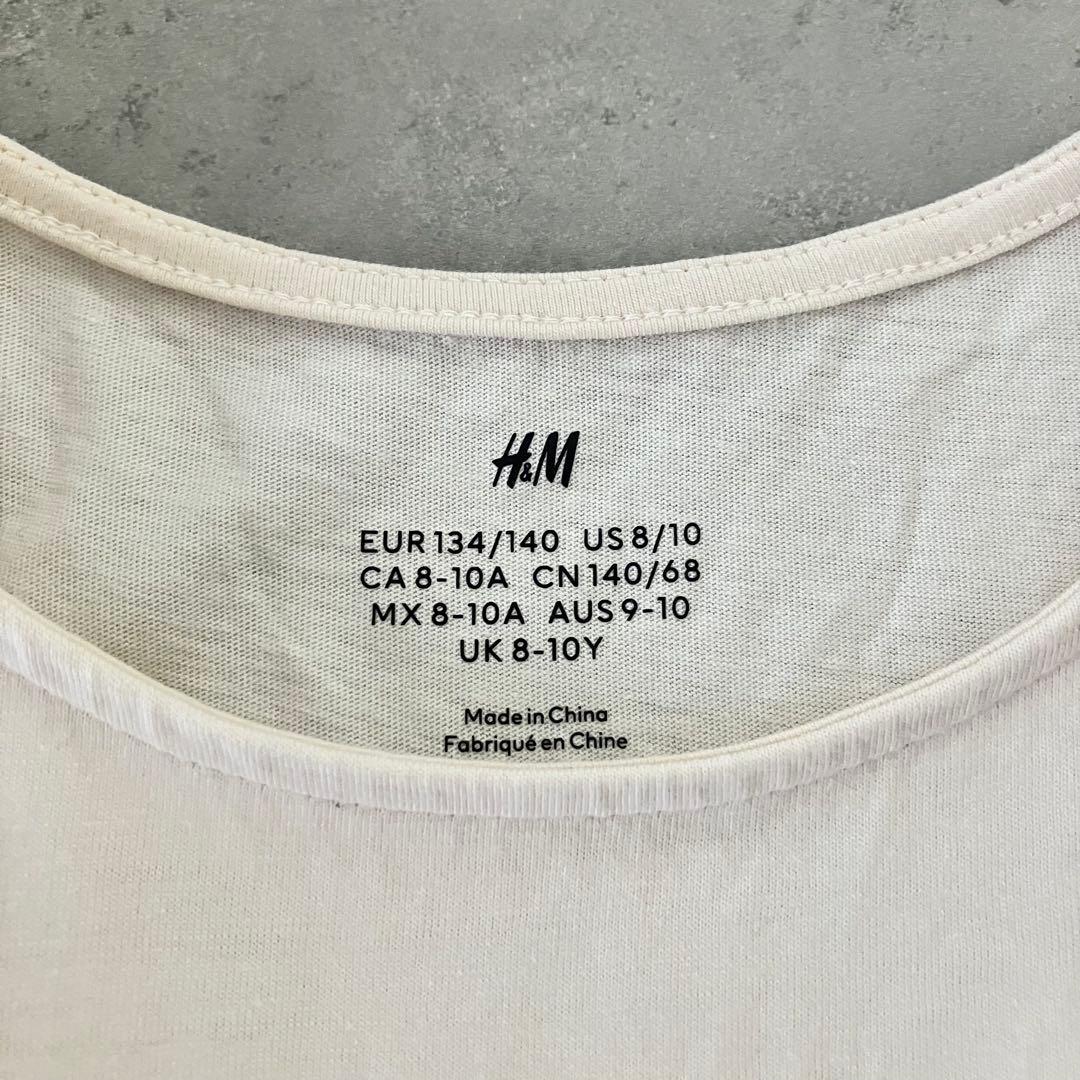 H&M
EUR 134/140 US 8/10
CA 8-10A CN 140/68
MX 8-10A AUS 9-10
UK 8-10Y
Made in China
Fabriqué en Chine